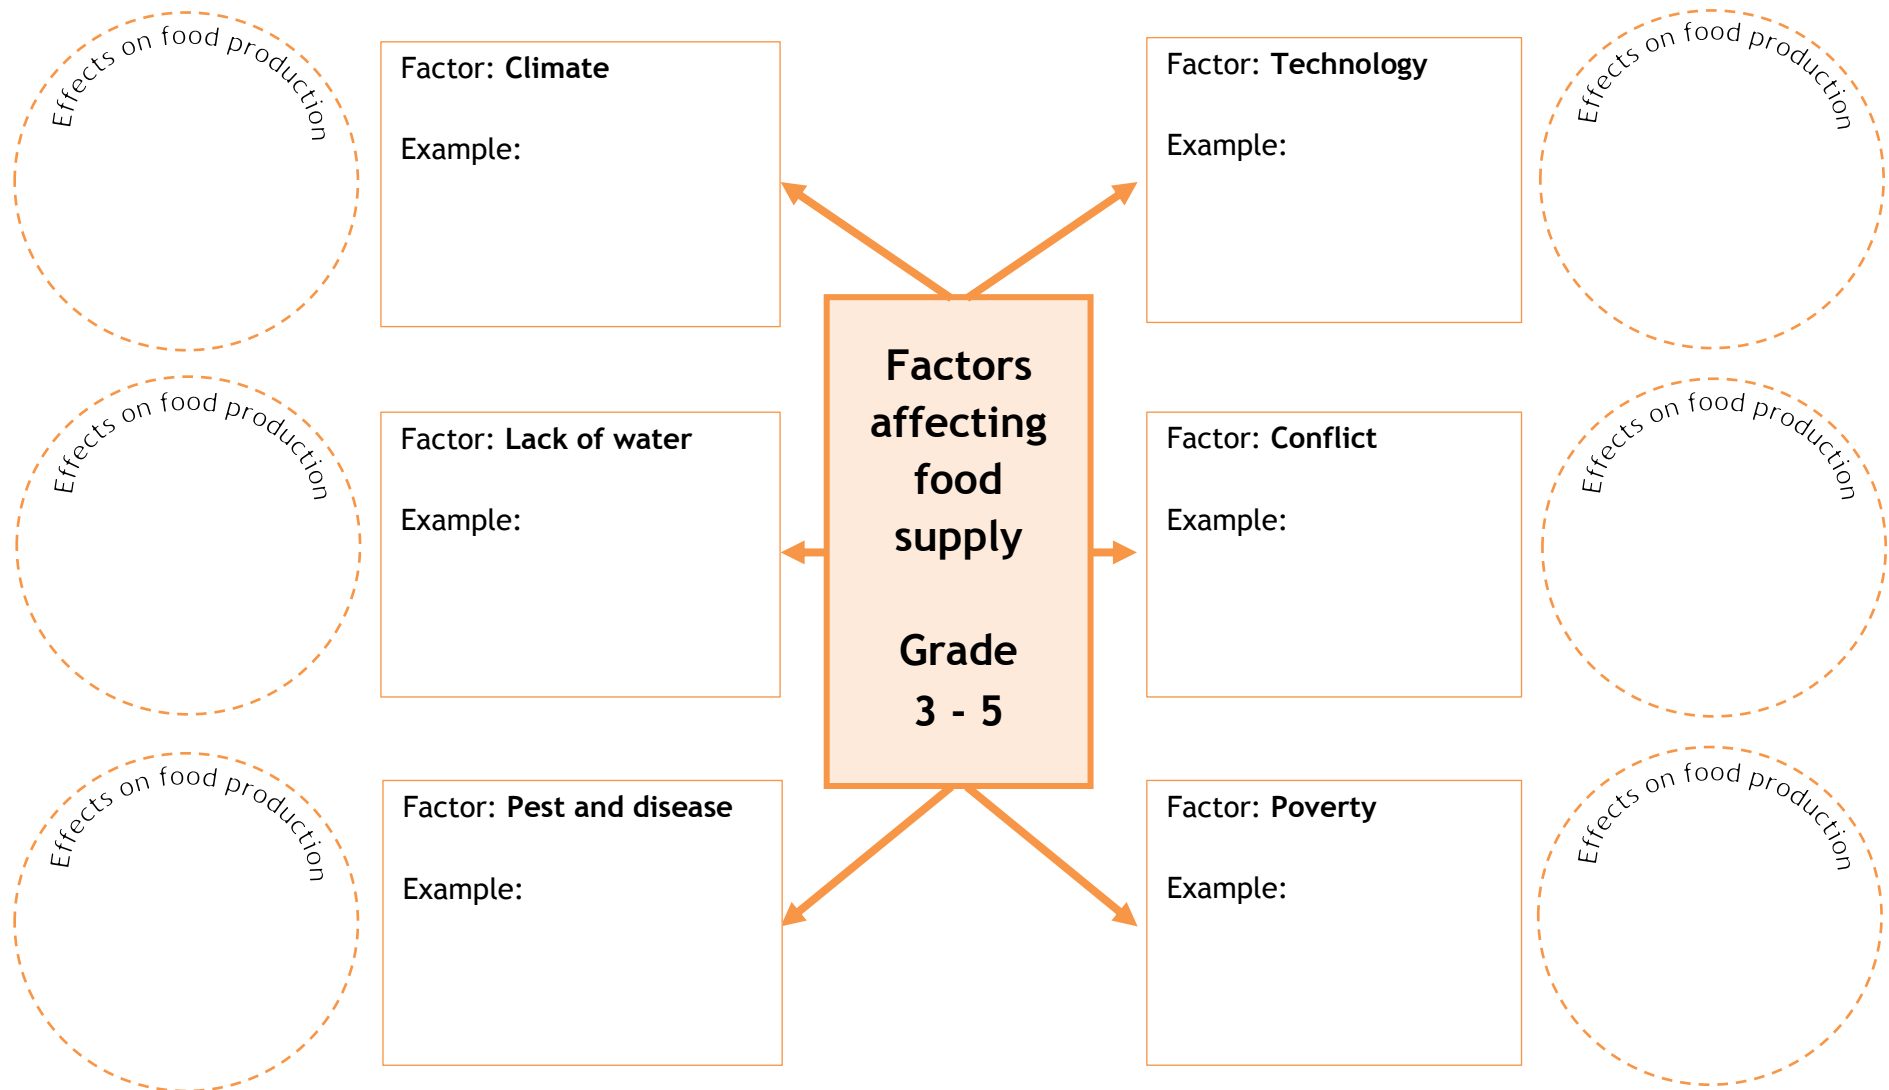 Effects on food production
Factor: Climate
Example:
Factor: Technology
Example:
Effects on food production
Factors
affecting
food
supply
Grade
3 - 5
Effects on food production
Factor: Lack of water
Example:
Factor: Conflict
Example:
Effects on food production
Effects on food production
Factor: Pest and disease
Example:
Factor: Poverty
Example:
Effects on food production